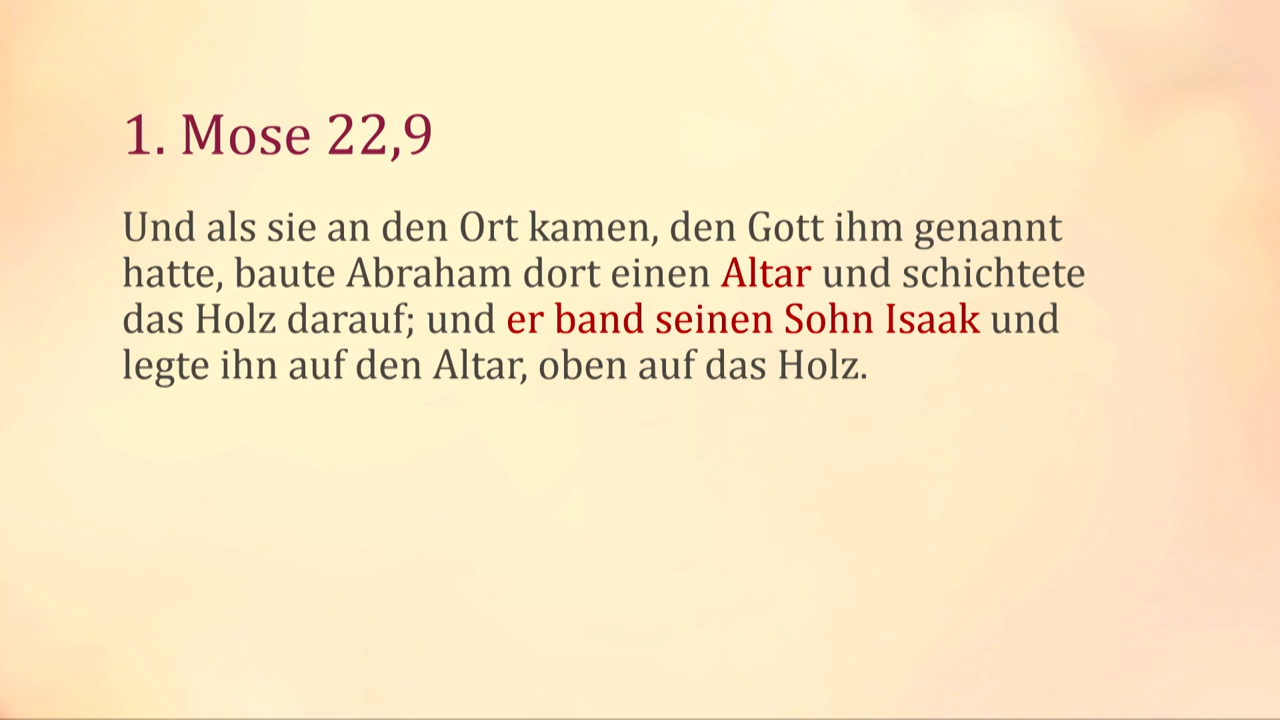 1. Mose 22,9
Und als sie an den Ort kamen, den Gott ihm genannt
hatte, baute Abraham dort einen Altar und schichtete
das Holz darauf; und er band seinen Sohn Isaak und
legte ihn auf den Altar, oben auf das Holz.